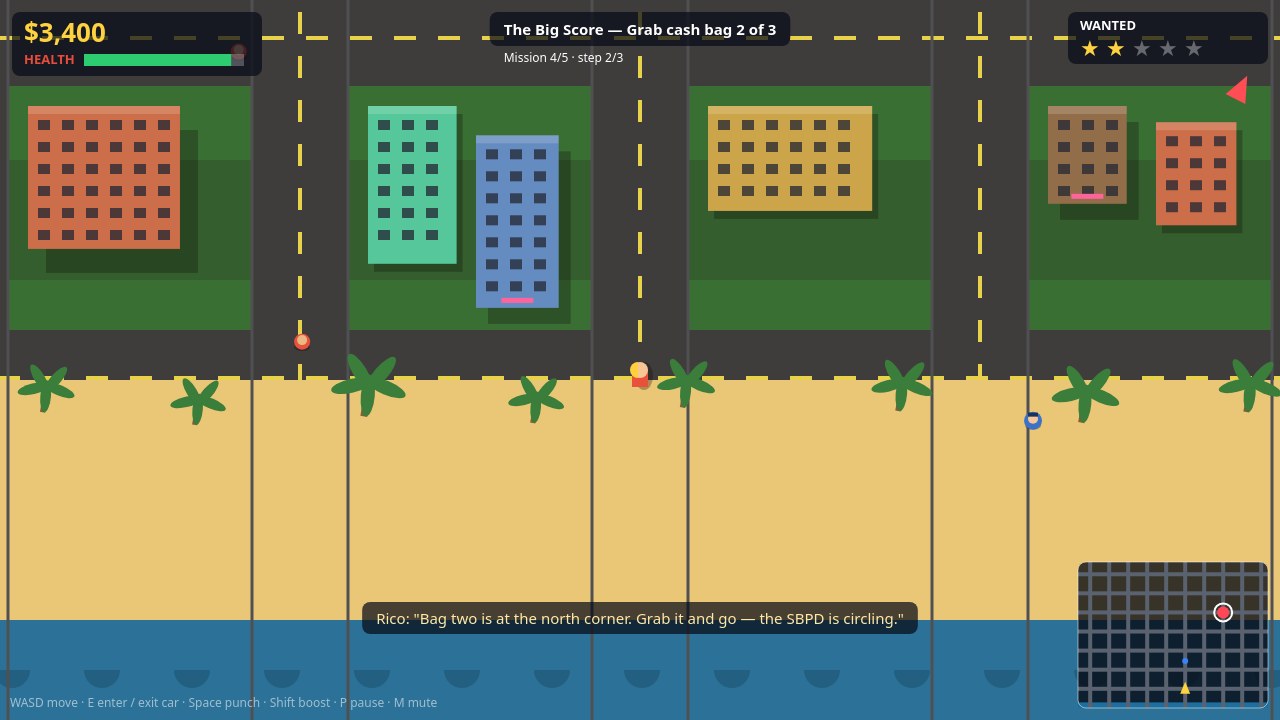 $3,400
HEALTH
The Big Score — Grab cash bag 2 of 3
Mission 4/5 · step 2/3
WANTED
Rico: "Bag two is at the north corner. Grab it and go — the SBPD is circling."
WASD move · E enter / exit car · Space punch · Shift boost · P pause · M mute